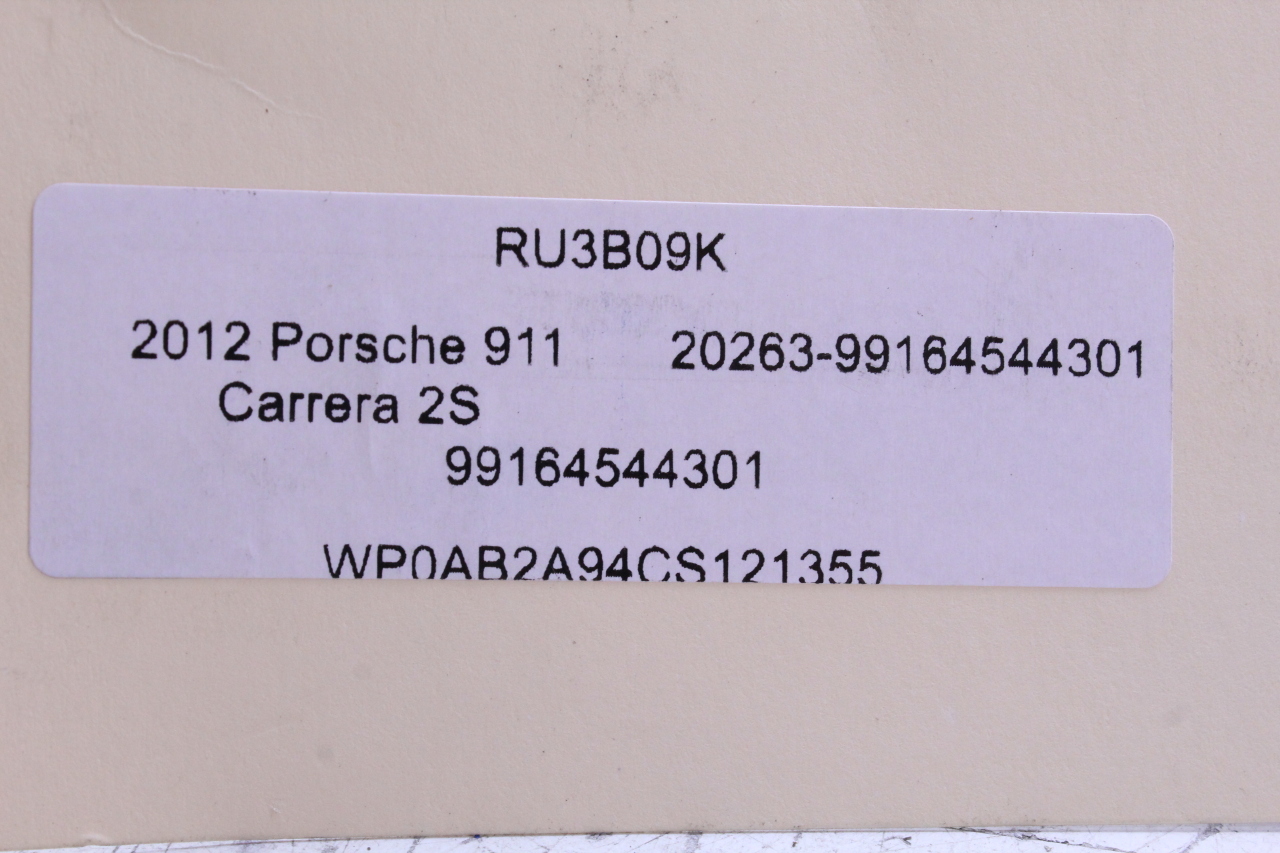 RU3B09K
2012 Porsche 911 20263-99164544301
Carrera 2S
99164544301
WP0AB2A94CS121355